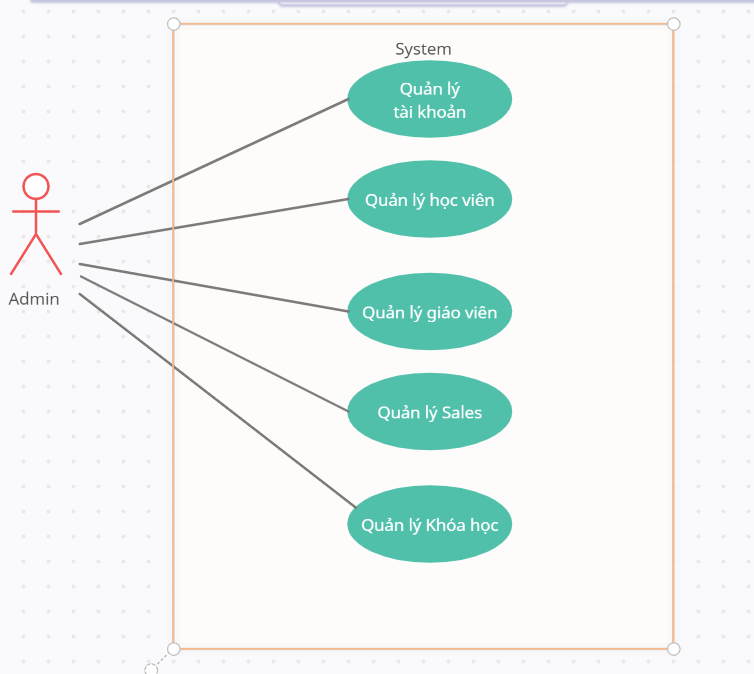 System
Quản lý
tài khoản
Quản lý học viên
Quản lý giáo viên
Admin
Quản lý Sales
Quản lý Khóa học